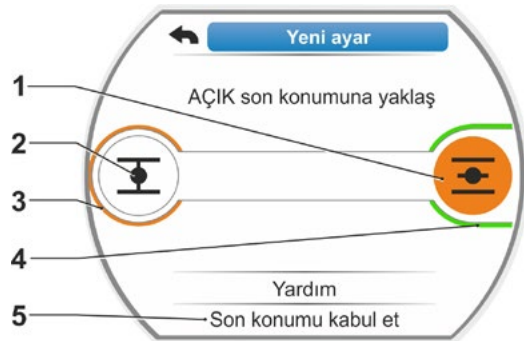 Yeni ayar
AÇIK son konumuna yaklaş
1
2
3
4
Yardım
5
Son konumu kabul et